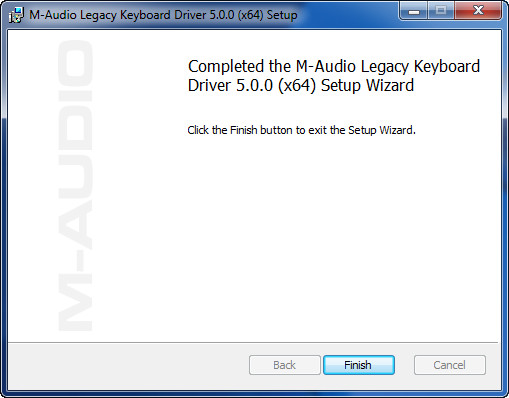 M-Audio Legacy Keyboard Driver 5.0.0 (x64) Setup
M-AUDIO
Completed the M-Audio Legacy Keyboard
Driver 5.0.0 (x64) Setup Wizard
Click the Finish button to exit the Setup Wizard.
Back
Finish
Cancel